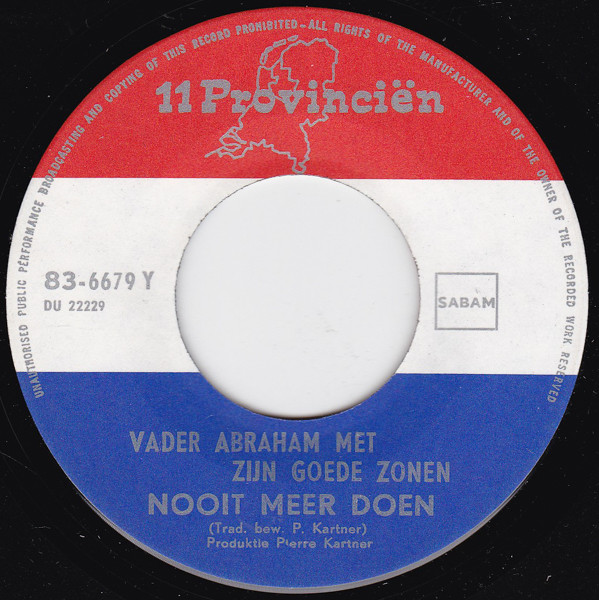 UNAUTHORISED PUBLIC PERFORMANCE BROADCASTING AND COPYING OF THIS RECORD PROHIBITED-ALL RIGHTS OF THE MANUFACTURER AND OF THE OWNER OF THE RECORDED WORK RESERVED
11 Provinciën
83-6679 Y
DU 22229
SABAM
VADER ABRAHAM MET
ZIJN GOEDE ZONEN
NOOIT MEER DOEN
(Trad. bew. P. Kartner)
Produktie Pierre Kartner